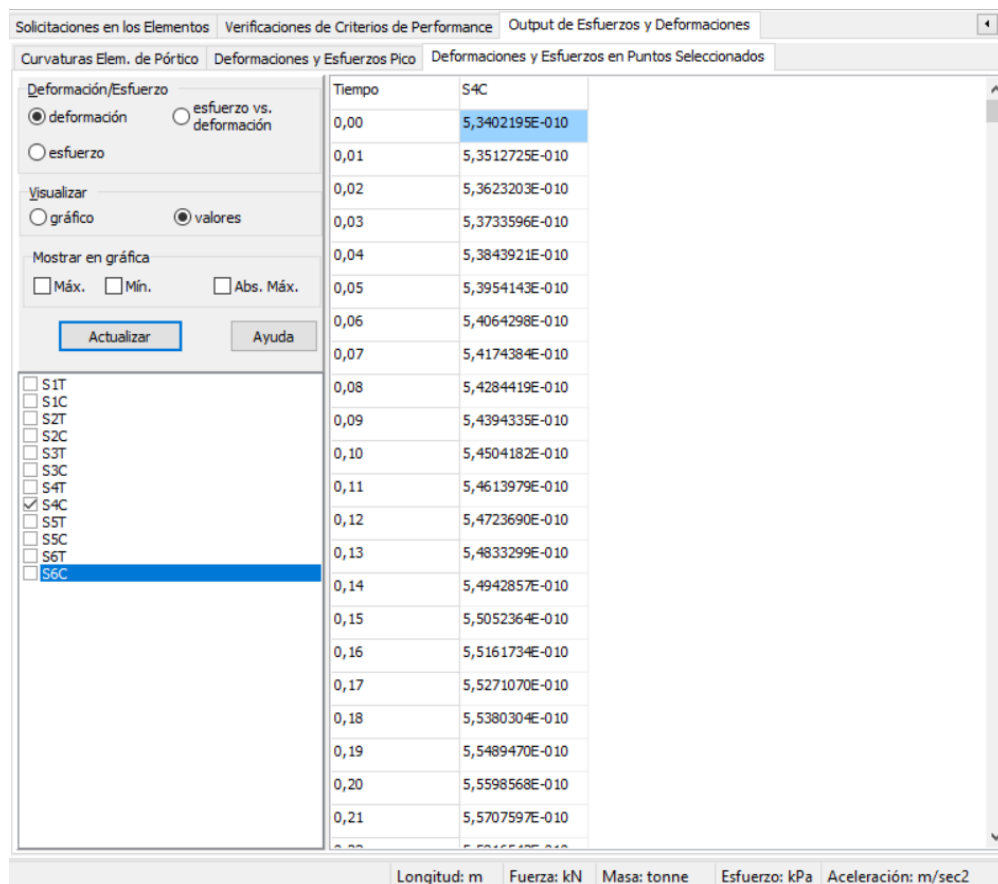 Solicitaciones en los Elementos Verificaciones de Criterios de Performance Output de Esfuerzos y Deformaciones
Curvaturas Elem. de Pórtico Deformaciones y Esfuerzos Pico Deformaciones y Esfuerzos en Puntos Seleccionados
Deformación/Esfuerzo
deformación
esfuerzo vs.
deformación
esfuerzo
Visualizar
gráfico
valores
Mostrar en gráfica
Máx.
Mín.
Abs. Máx.
Actualizar
Ayuda
S1T
S1C
S2T
S2C
S3T
S3C
S4T
S4C
S5T
S5C
S6T
S6C
Tiempo S4C
0,00 5,3402195E-010
0,01 5,3512725E-010
0,02 5,3623203E-010
0,03 5,3733596E-010
0,04 5,3843921E-010
0,05 5,3954143E-010
0,06 5,4064298E-010
0,07 5,4174384E-010
0,08 5,4284419E-010
0,09 5,4394335E-010
0,10 5,4504182E-010
0,11 5,4613979E-010
0,12 5,4723690E-010
0,13 5,4833299E-010
0,14 5,4942857E-010
0,15 5,5052364E-010
0,16 5,5161734E-010
0,17 5,5271070E-010
0,18 5,5380304E-010
0,19 5,5489470E-010
0,20 5,5598568E-010
0,21 5,5707597E-010
Longitud: m Fuerza: kN Masa: tonne Esfuerzo: kPa Aceleración: m/sec2